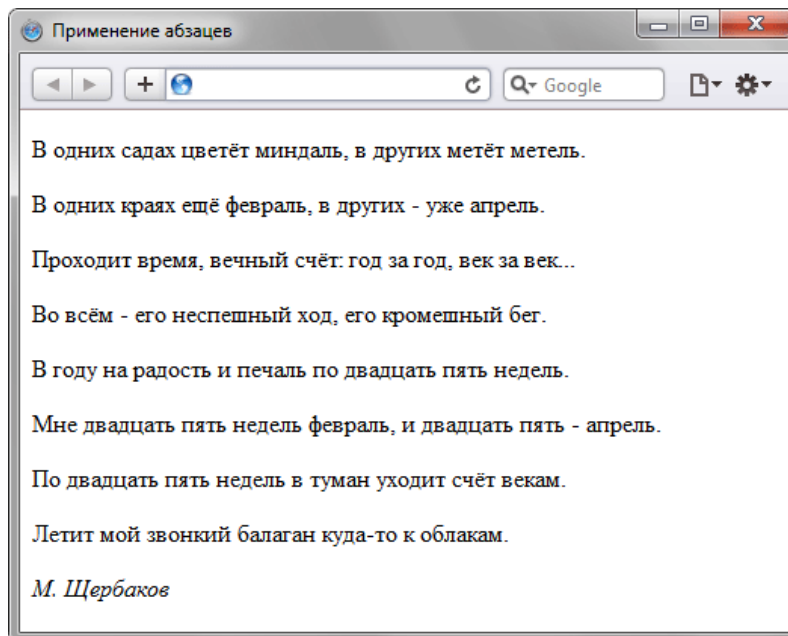 Применение абзацев
Google
В одних садах цветёт миндаль, в других метёт метель.
В одних краях ещё февраль, в других - уже апрель.
Проходит время, вечный счёт: год за год, век за век...
Во всём - его неспешный ход, его кромешный бег.
В году на радость и печаль по двадцать пять недель.
Мне двадцать пять недель февраль, и двадцать пять - апрель.
По двадцать пять недель в туман уходит счёт векам.
Летит мой звонкий балаган куда-то к облакам.
М. Щербаков